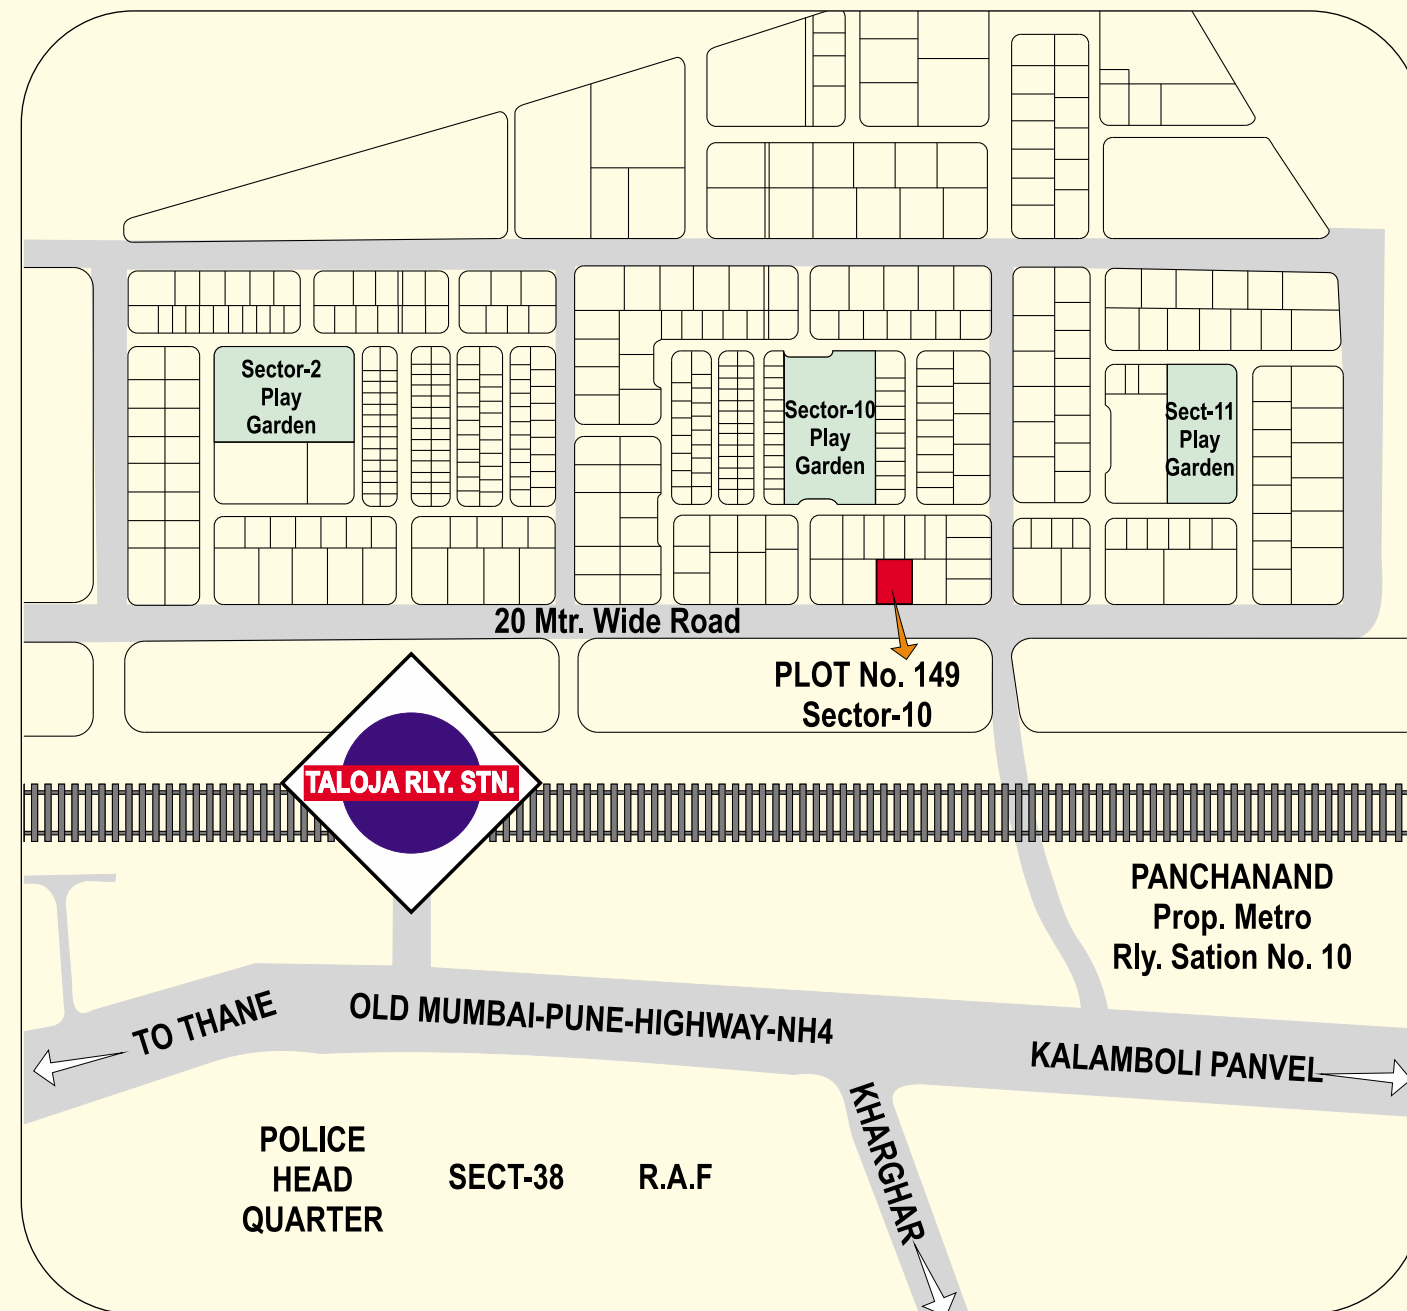 Sector-2
Play
Garden
Sector-10
Play
Garden
Sect-11
Play
Garden
20 Mtr. Wide Road
PLOT No. 149
Sector-10
TALOJA RLY. STN.
PANCHANAND
Prop. Metro
Rly. Sation No. 10
TO THANE
OLD MUMBAI-PUNE-HIGHWAY-NH4
KALAMBOLI PANVEL
KHARGHAR
POLICE
HEAD
QUARTER
SECT-38
R.A.F